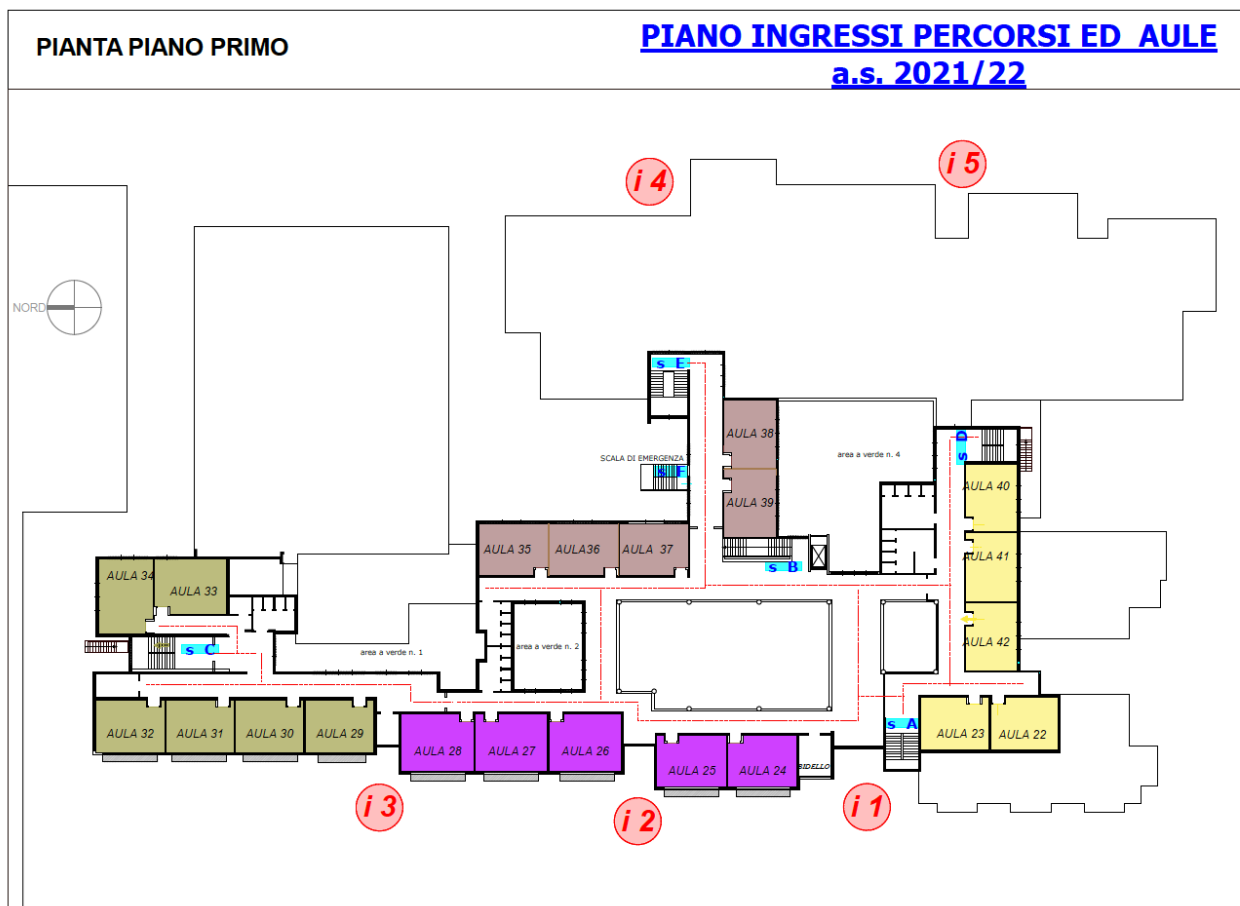 PIANTA PIANO PRIMO
PIANO INGRESSI PERCORSI ED AULE
a.s. 2021/22
i 5
i 4
NORD
s E
AULA 38
s D
SCALA DI EMERGENZA
area a verde n. 4
s F
AULA 40
AULA 39
AULA 41
AULA 35
AULA36
AULA 37
s B
AULA 34
AULA 33
AULA 42
area a verde n. 1
area a verde n. 2
s C
AULA 32
AULA 31
AULA 30
AULA 29
s A
AULA 23
AULA 22
AULA 28
AULA 27
AULA 26
AULA 25
AULA 24
BIDELLO
i 3
i 2
i 1